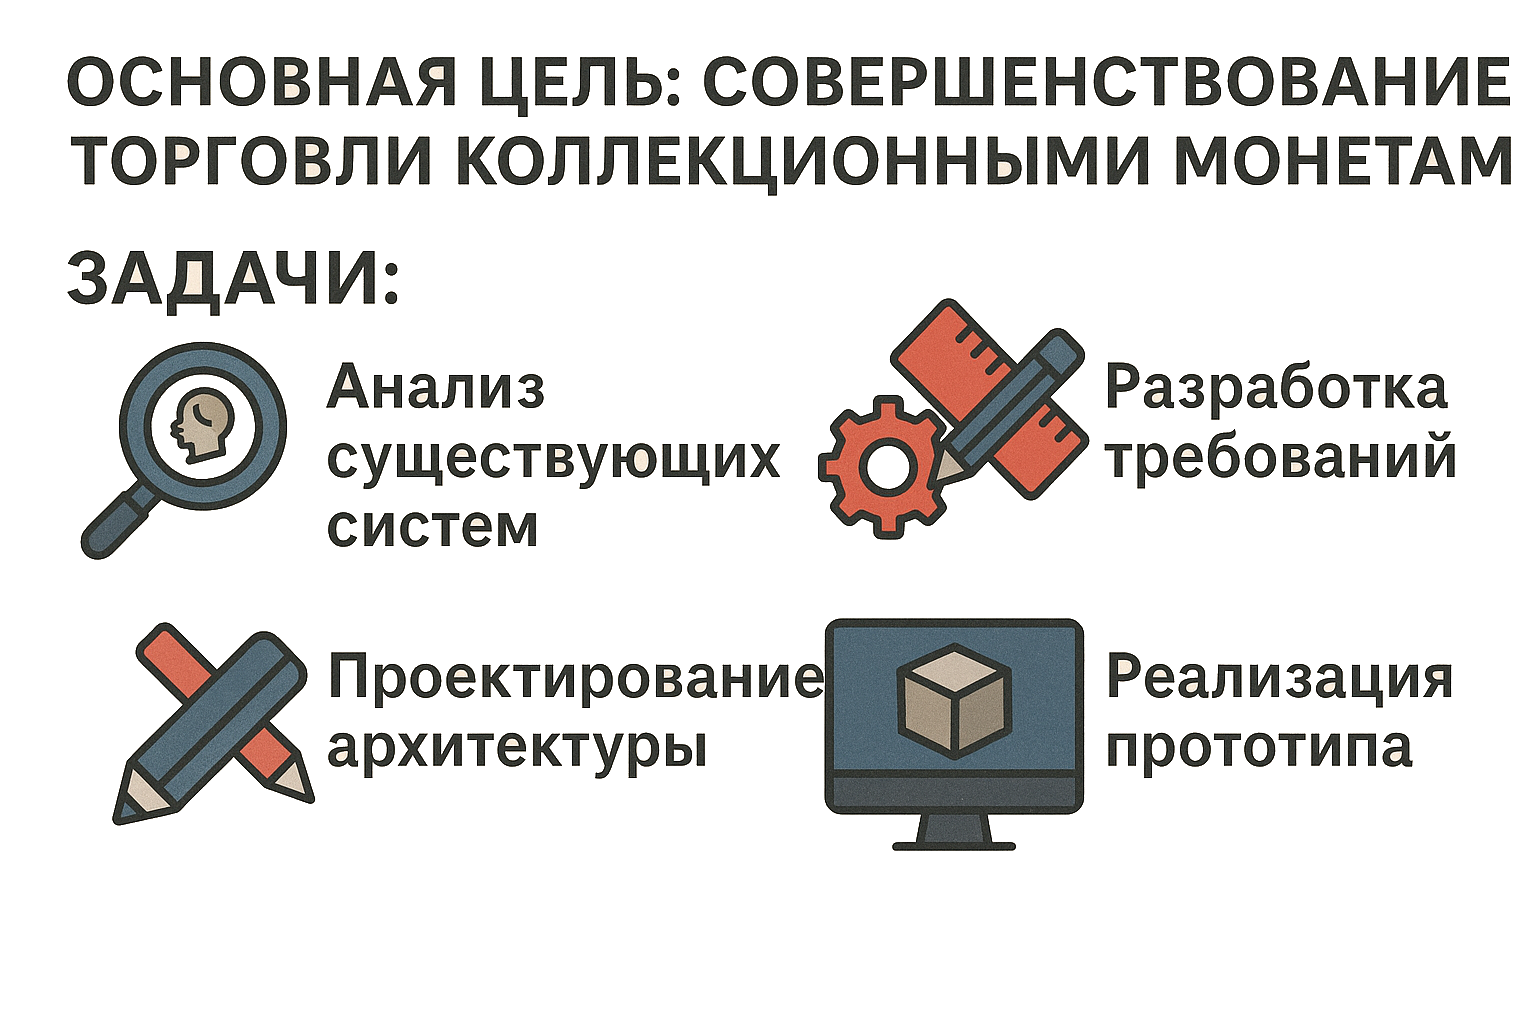 ОСНОВНАЯ ЦЕЛЬ: СОВЕРШЕНСТВОВАНИЕ
ТОРГОВЛИ КОЛЛЕКЦИОННЫМИ МОНЕТАМ
ЗАДАЧИ:
Анализ
существующих
систем
Разработка
требований
Проектирование
архитектуры
Реализация
прототипа